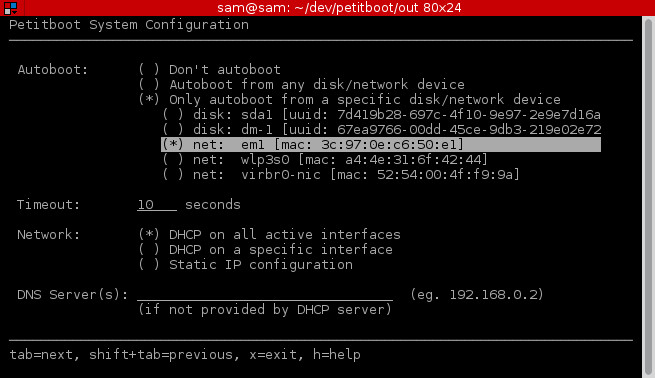 sam@sam: ~/dev/petitboot/out 80x24
Petitboot System Configuration
Autoboot: ( ) Don't autoboot
( ) Autoboot from any disk/network device
(*) Only autoboot from a specific disk/network device
( ) disk: sda1 [uuid: 7d419b28-697c-4f10-9e97-2e9e7d16a
( ) disk: dm-1 [uuid: 67ea9766-00dd-45ce-9db3-219e02e72
(*) net: em1 [mac: 3c:97:0e:c6:50:e1]
( ) net: wlp3s0 [mac: a4:4e:31:6f:42:44]
( ) net: virbr0-nic [mac: 52:54:00:4f:f9:9a]
Timeout: 10 seconds
Network: (*) DHCP on all active interfaces
( ) DHCP on a specific interface
( ) Static IP configuration
DNS Server(s): ________________________________ (eg. 192.168.0.2)
(if not provided by DHCP server)
tab=next, shift+tab=previous, x=exit, h=help